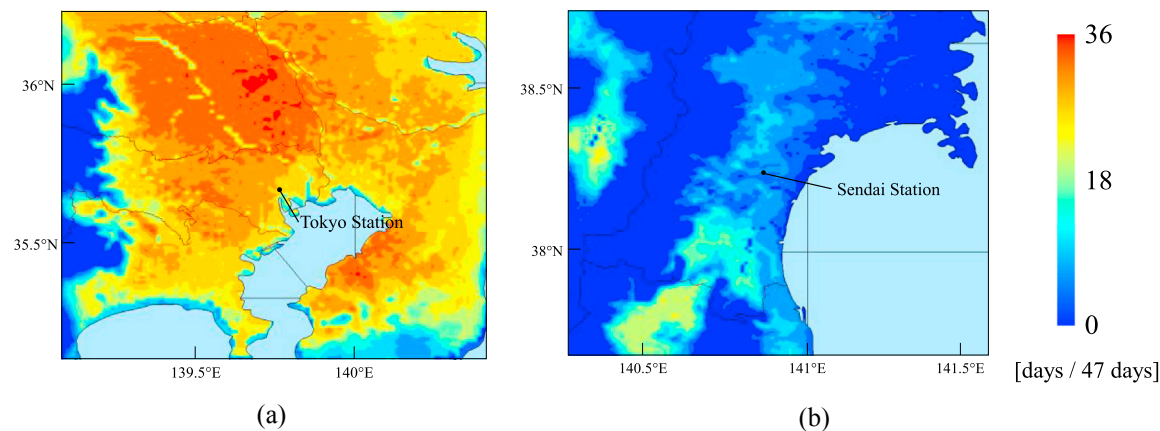 36°N
35.5°N
139.5°E
140°E
Tokyo Station
(a)
38.5°N
38°N
140.5°E
141°E
141.5°E
Sendai Station
(b)
36
18
0
[days / 47 days]